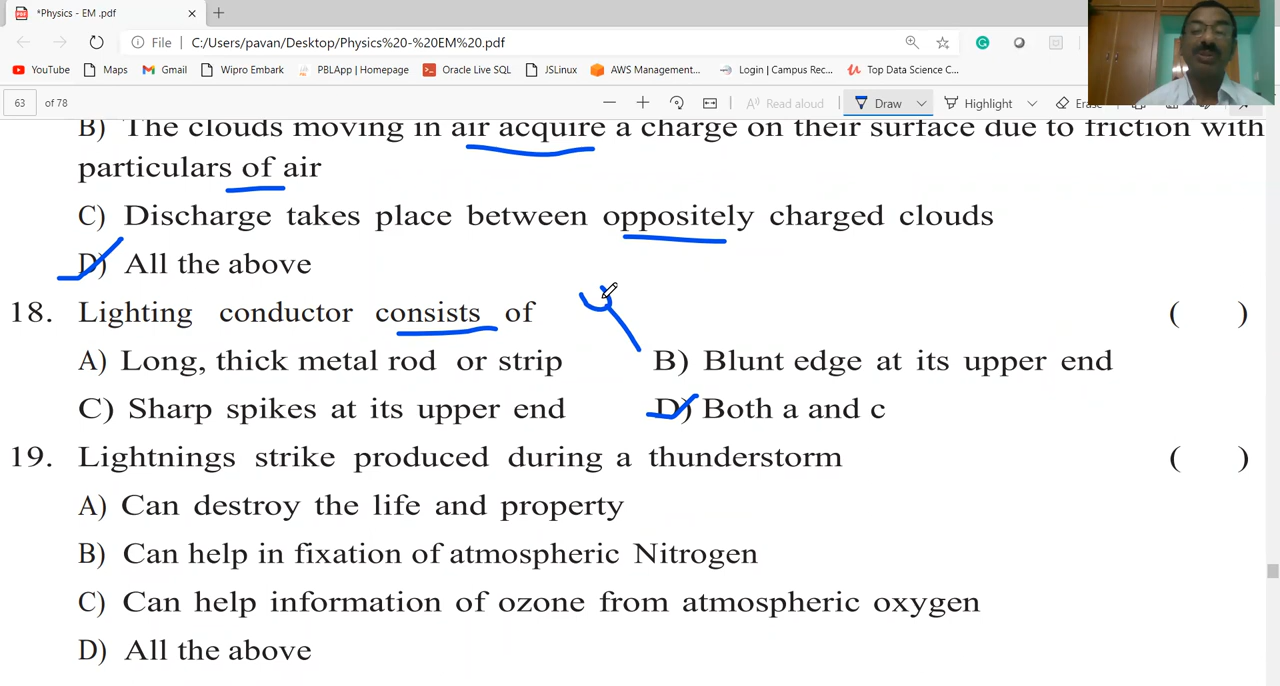 *Physics - EM .pdf
File C:/Users/pavan/Desktop/Physics%20-%20EM%20.pdf
YouTube Maps Gmail Wipro Embark PBLApp | Homepage Oracle Live SQL JSLinux AWS Management... Login | Campus Rec... Top Data Science C...
63 of 78 Read aloud Draw Highlight Erase
B) The clouds moving in air acquire a charge on their surface due to friction with
particulars of air
C) Discharge takes place between oppositely charged clouds
D) All the above
18. Lighting conductor consists of ( )
A) Long, thick metal rod or strip B) Blunt edge at its upper end
C) Sharp spikes at its upper end D) Both a and c
19. Lightnings strike produced during a thunderstorm ( )
A) Can destroy the life and property
B) Can help in fixation of atmospheric Nitrogen
C) Can help information of ozone from atmospheric oxygen
D) All the above